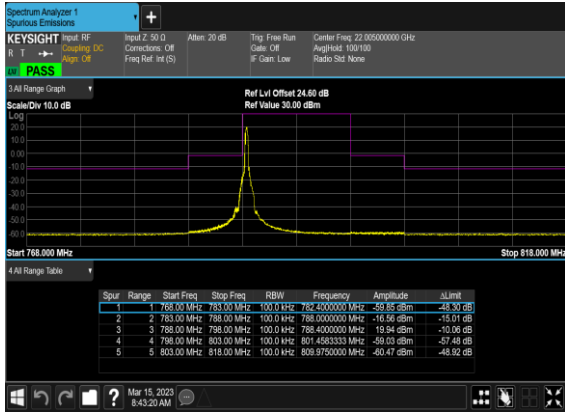 Spectrum Analyzer 1
Spurious Emissions
+
KEYSIGHT Input: RF Input Z: 50 Ω Atten: 20 dB Trig: Free Run Center Freq: 22.005000000 GHz
R T Coupling: DC Corrections: Off Gate: Off Avg|Hold: 100/100
Align: Off Freq Ref: Int (S) IF Gain: Low Radio Std: None
PASS
3 All Range Graph
Ref Lvl Offset 24.60 dB
Scale/Div 10.0 dB Ref Value 30.00 dBm
Log
20.0
10.0
0.00
-10.0
-20.0
-30.0
-40.0
-50.0
-60.0
Start 768.000 MHz Stop 818.000 MHz
4 All Range Table
Spur Range Start Freq Stop Freq RBW Frequency Amplitude ΔLimit
1 1 768.00 MHz 783.00 MHz 100.0 kHz 782.4000000 MHz -59.85 dBm -48.30 dB
2 2 783.00 MHz 788.00 MHz 100.0 kHz 788.0000000 MHz -16.56 dBm -15.01 dB
3 3 788.00 MHz 798.00 MHz 100.0 kHz 788.4000000 MHz 19.94 dBm -10.06 dB
4 4 798.00 MHz 803.00 MHz 100.0 kHz 801.4583333 MHz -59.03 dBm -57.48 dB
5 5 803.00 MHz 818.00 MHz 100.0 kHz 809.9750000 MHz -60.47 dBm -48.92 dB
? Mar 15, 2023
8:43:20 AM